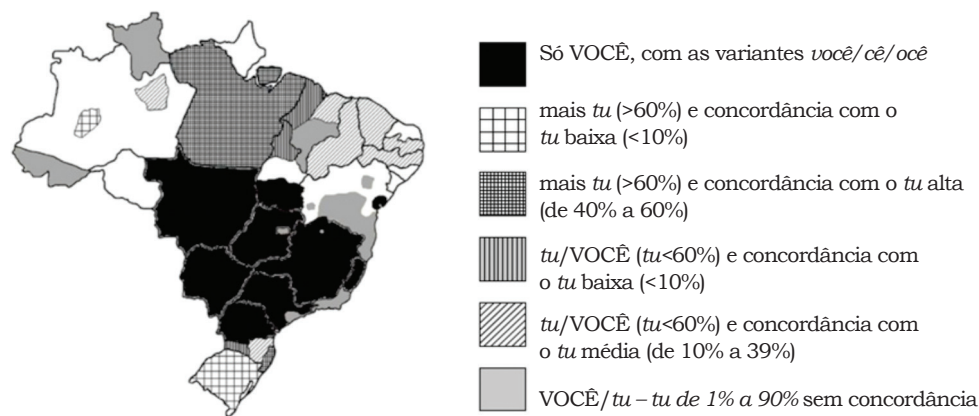 Só VOCÊ, com as variantes você/cê/ocê
mais tu (>60%) e concordância com o
tu baixa (<10%)
mais tu (>60%) e concordância com o tu alta
(de 40% a 60%)
tu/VOCÊ (tu<60%) e concordância com
o tu baixa (<10%)
tu/VOCÊ (tu<60%) e concordância com
o tu média (de 10% a 39%)
VOCÊ/tu – tu de 1% a 90% sem concordância